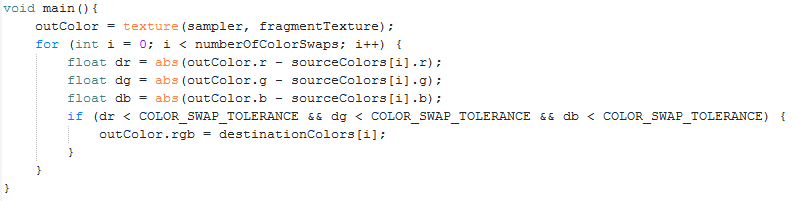 void main(){
    outColor = texture(sampler, fragmentTexture);
    for (int i = 0; i < numberOfColorSwaps; i++) {
        float dr = abs(outColor.r - sourceColors[i].r);
        float dg = abs(outColor.g - sourceColors[i].g);
        float db = abs(outColor.b - sourceColors[i].b);
        if (dr < COLOR_SWAP_TOLERANCE && dg < COLOR_SWAP_TOLERANCE && db < COLOR_SWAP_TOLERANCE) {
            outColor.rgb = destinationColors[i];
        }
    }
}